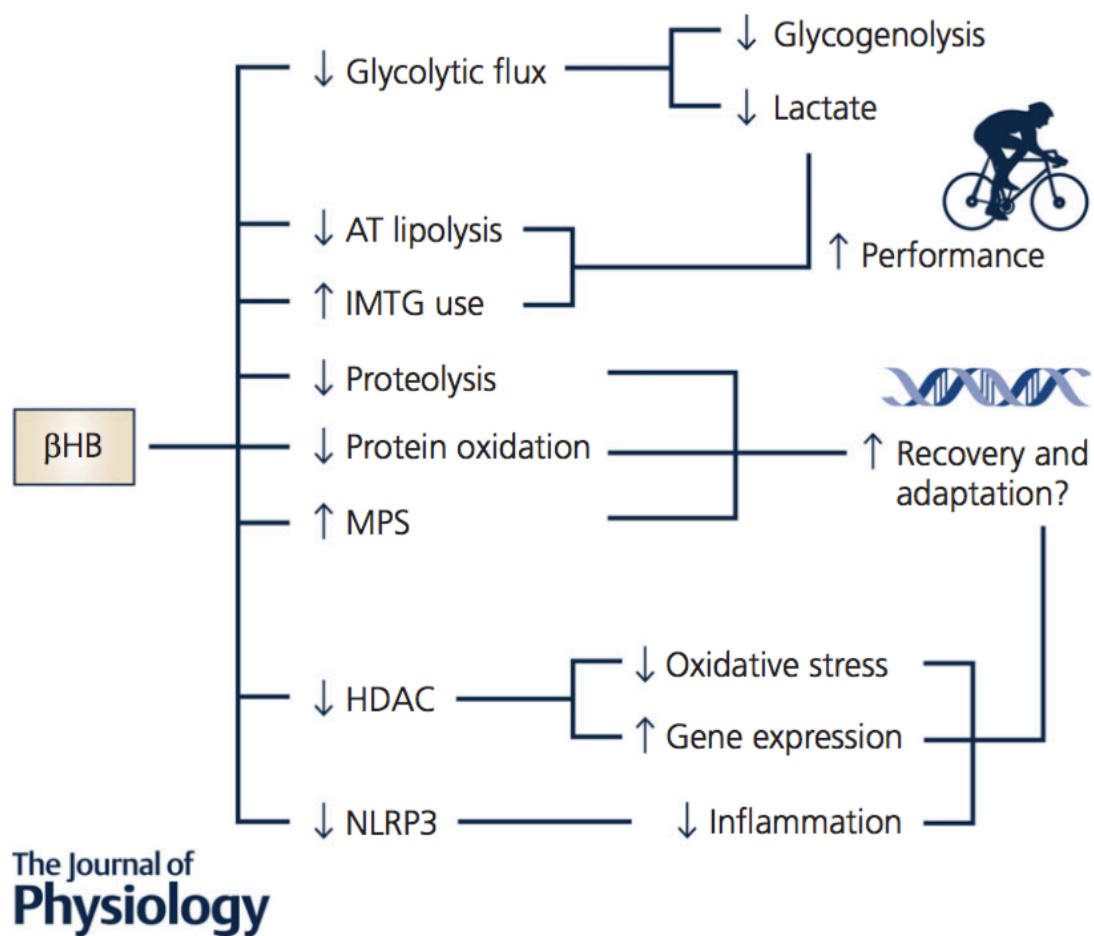 ↓ Glycogenolysis
↓ Glycolytic flux
↓ Lactate
↓ AT lipolysis
↑ Performance
↑ IMTG use
↓ Proteolysis
βHB
↓ Protein oxidation
↑ Recovery and
adaptation?
↑ MPS
↓ Oxidative stress
↓ HDAC
↑ Gene expression
↓ NLRP3
↓ Inflammation
The Journal of
Physiology